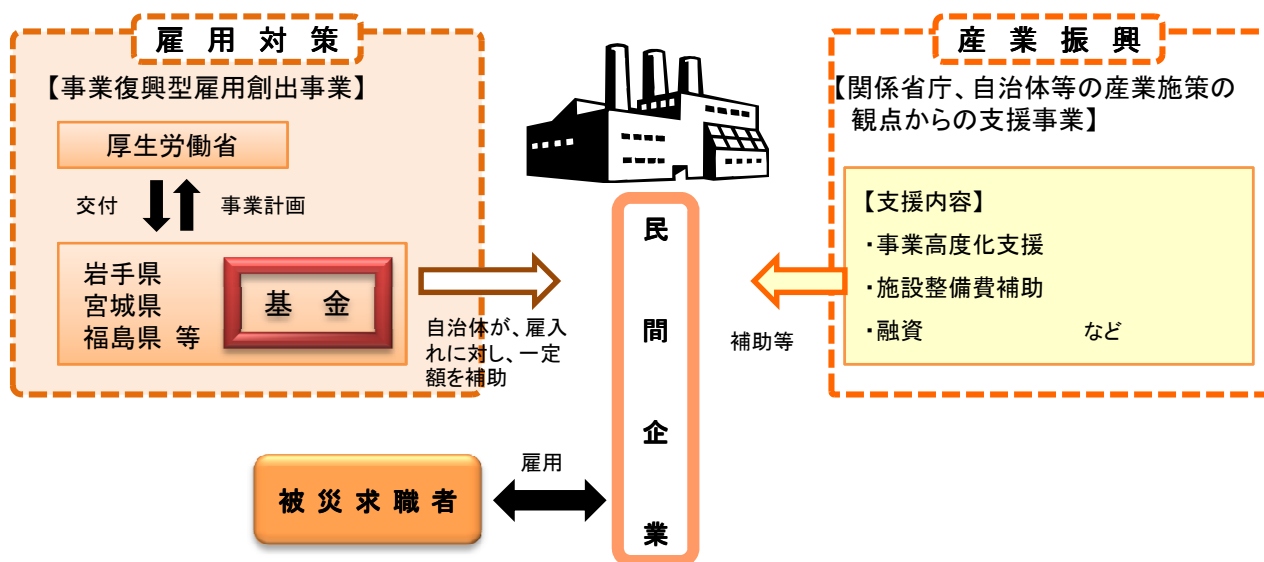 雇用対策
【事業復興型雇用創出事業】
厚生労働省
交付
事業計画
岩手県
宮城県
福島県 等
基 金
自治体が、雇入
れに対し、一定
額を補助
被災求職者
雇用
民間企業
産業振興
【関係省庁、自治体等の産業施策の
観点からの支援事業】
【支援内容】
・事業高度化支援
・施設整備費補助
・融資 など
補助等